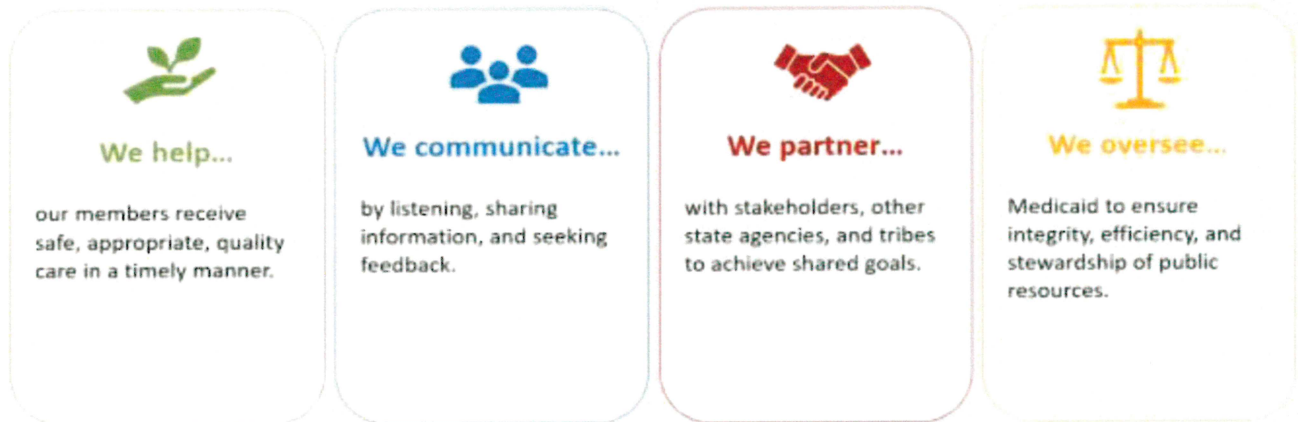 We help...
our members receive
safe, appropriate, quality
care in a timely manner.
We communicate...
by listening, sharing
information, and seeking
feedback.
We partner...
with stakeholders, other
state agencies, and tribes
to achieve shared goals.
We oversee...
Medicaid to ensure
integrity, efficiency, and
stewardship of public
resources.